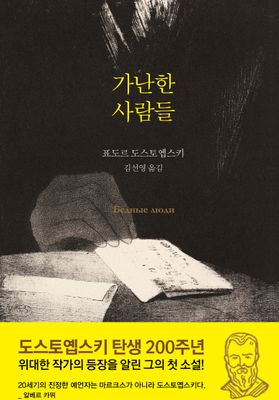 가난한
사람들
표도르 도스토옙스키
김선영 옮김
Бедные люди
도스토옙스키 탄생 200주년
위대한 작가의 등장을 알린 그의 첫 소설!
20세기의 진정한 예언자는 마르크스가 아니라 도스토옙스키다.
_ 알베르 카뮈